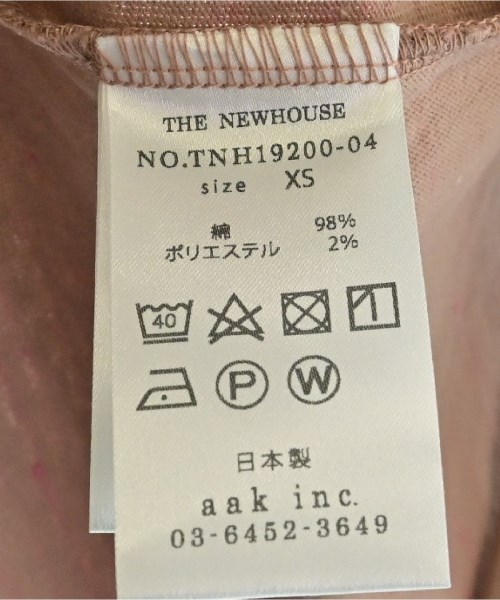 THE NEWHOUSE
NO.TNH19200-04
size XS
綿 98%
ポリエステル 2%
40
P W
日本製
aak inc.
03-6452-3649